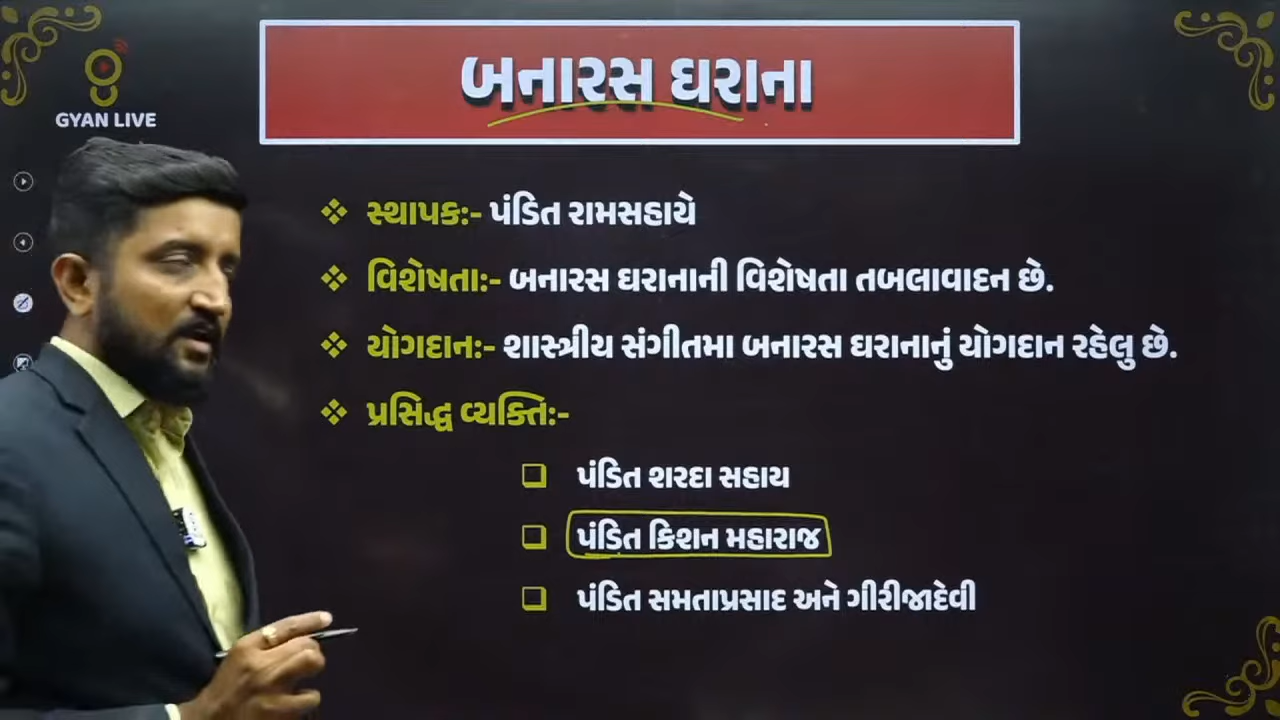 બનારસ ઘરાના
GYAN LIVE
❖ સ્થાપક:- પંડિત રામસહાયે
❖ વિશેષતા:- બનારસ ઘરાનાની વિશેષતા તબલાવાદન છે.
❖ યોગદાન:- શાસ્ત્રીય સંગીતમા બનારસ ઘરાનાનું યોગદાન રહેલુ છે.
❖ પ્રસિદ્ધ વ્યક્તિ:-
❑ પંડિત શરદા સહાય
❑ પંડિત કિશન મહારાજ
❑ પંડિત સમતાપ્રસાદ અને ગીરીજાદેવી